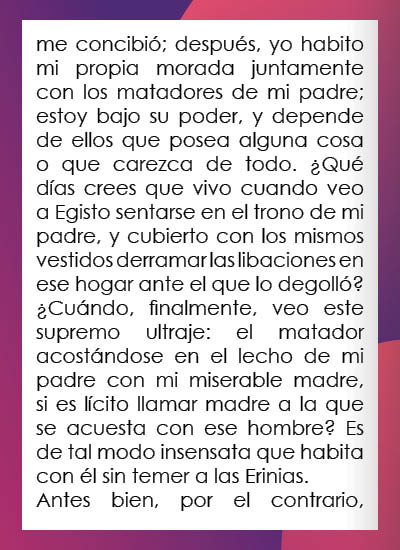 me concibió; después, yo habito
mi propia morada juntamente
con los matadores de mi padre;
estoy bajo su poder, y depende
de ellos que posea alguna cosa
o que carezca de todo. ¿Qué
días crees que vivo cuando veo
a Egisto sentarse en el trono de mi
padre, y cubierto con los mismos
vestidos derramar las libaciones en
ese hogar ante el que lo degolló?
¿Cuándo, finalmente, veo este
supremo ultraje: el matador
acostándose en el lecho de mi
padre con mi miserable madre,
si es lícito llamar madre a la que
se acuesta con ese hombre? Es
de tal modo insensata que habita
con él sin temer a las Erinias.
Antes bien, por el contrario,